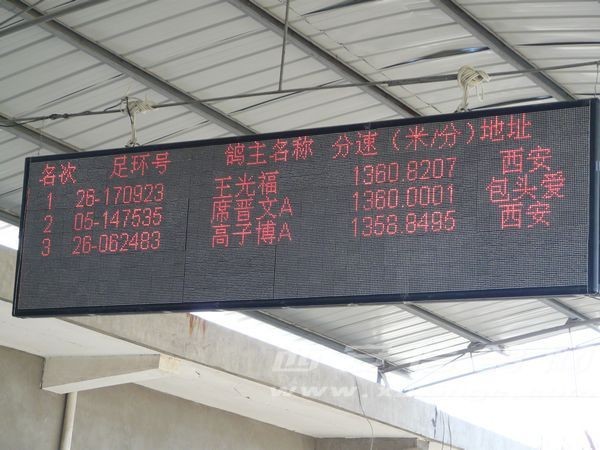 名次 足环号 鸽主名称 分速（米/分）地址
1 26-170923 王光福 1360.8207 西安
2 05-147535 席晋文A 1360.0001 包头爱
3 26-062483 高子博A 1358.8495 西安